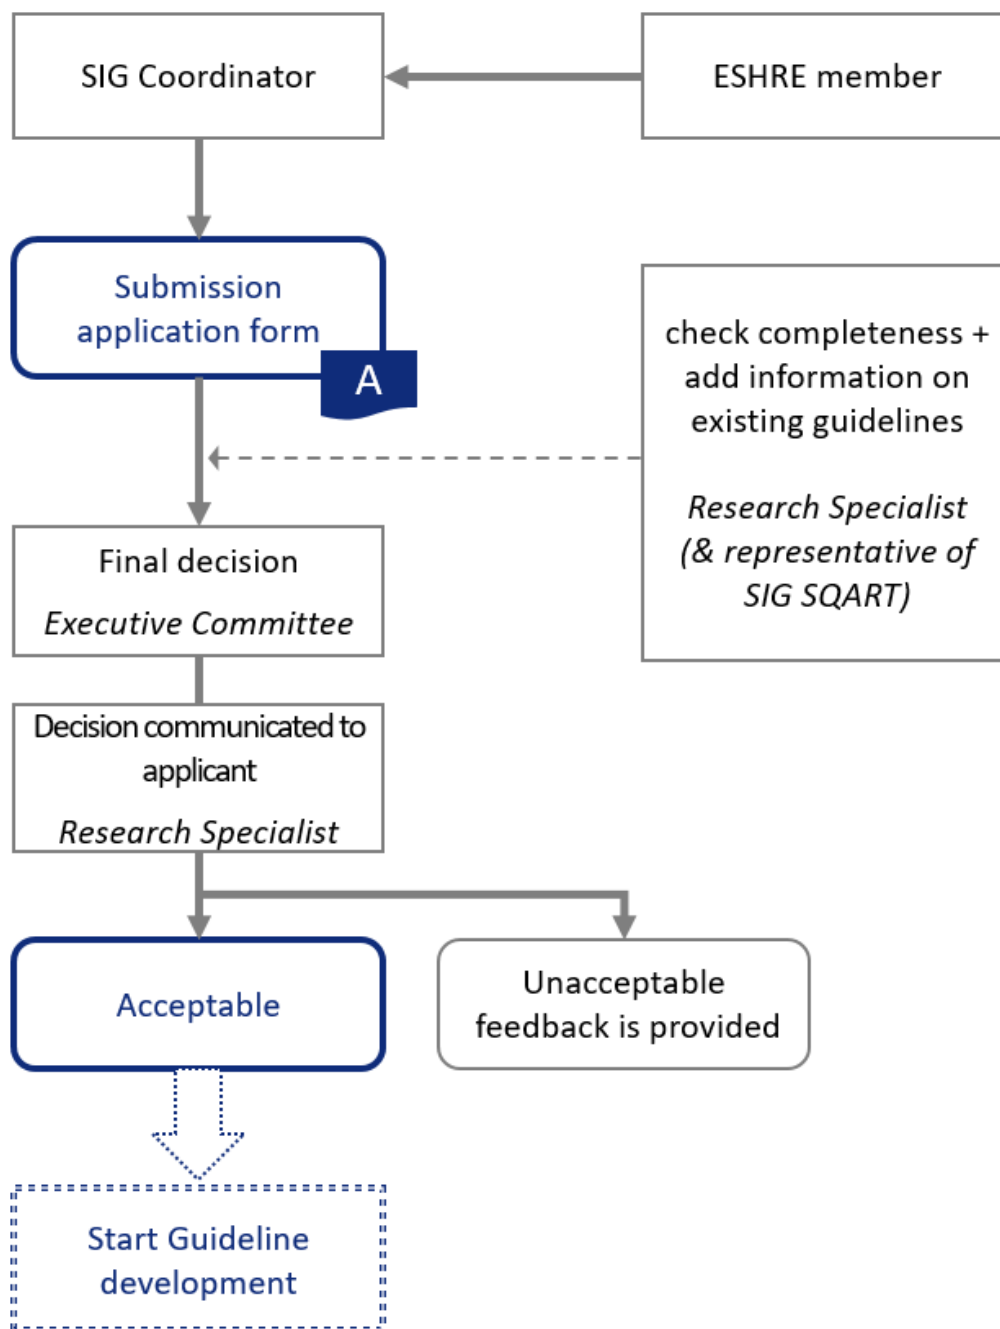 SIG Coordinator
ESHRE member
Submission
application form
A
check completeness +
add information on
existing guidelines
Research Specialist
(& representative of
SIG SQART)
Final decision
Executive Committee
Decision communicated to
applicant
Research Specialist
Acceptable
Unacceptable
feedback is provided
Start Guideline
development